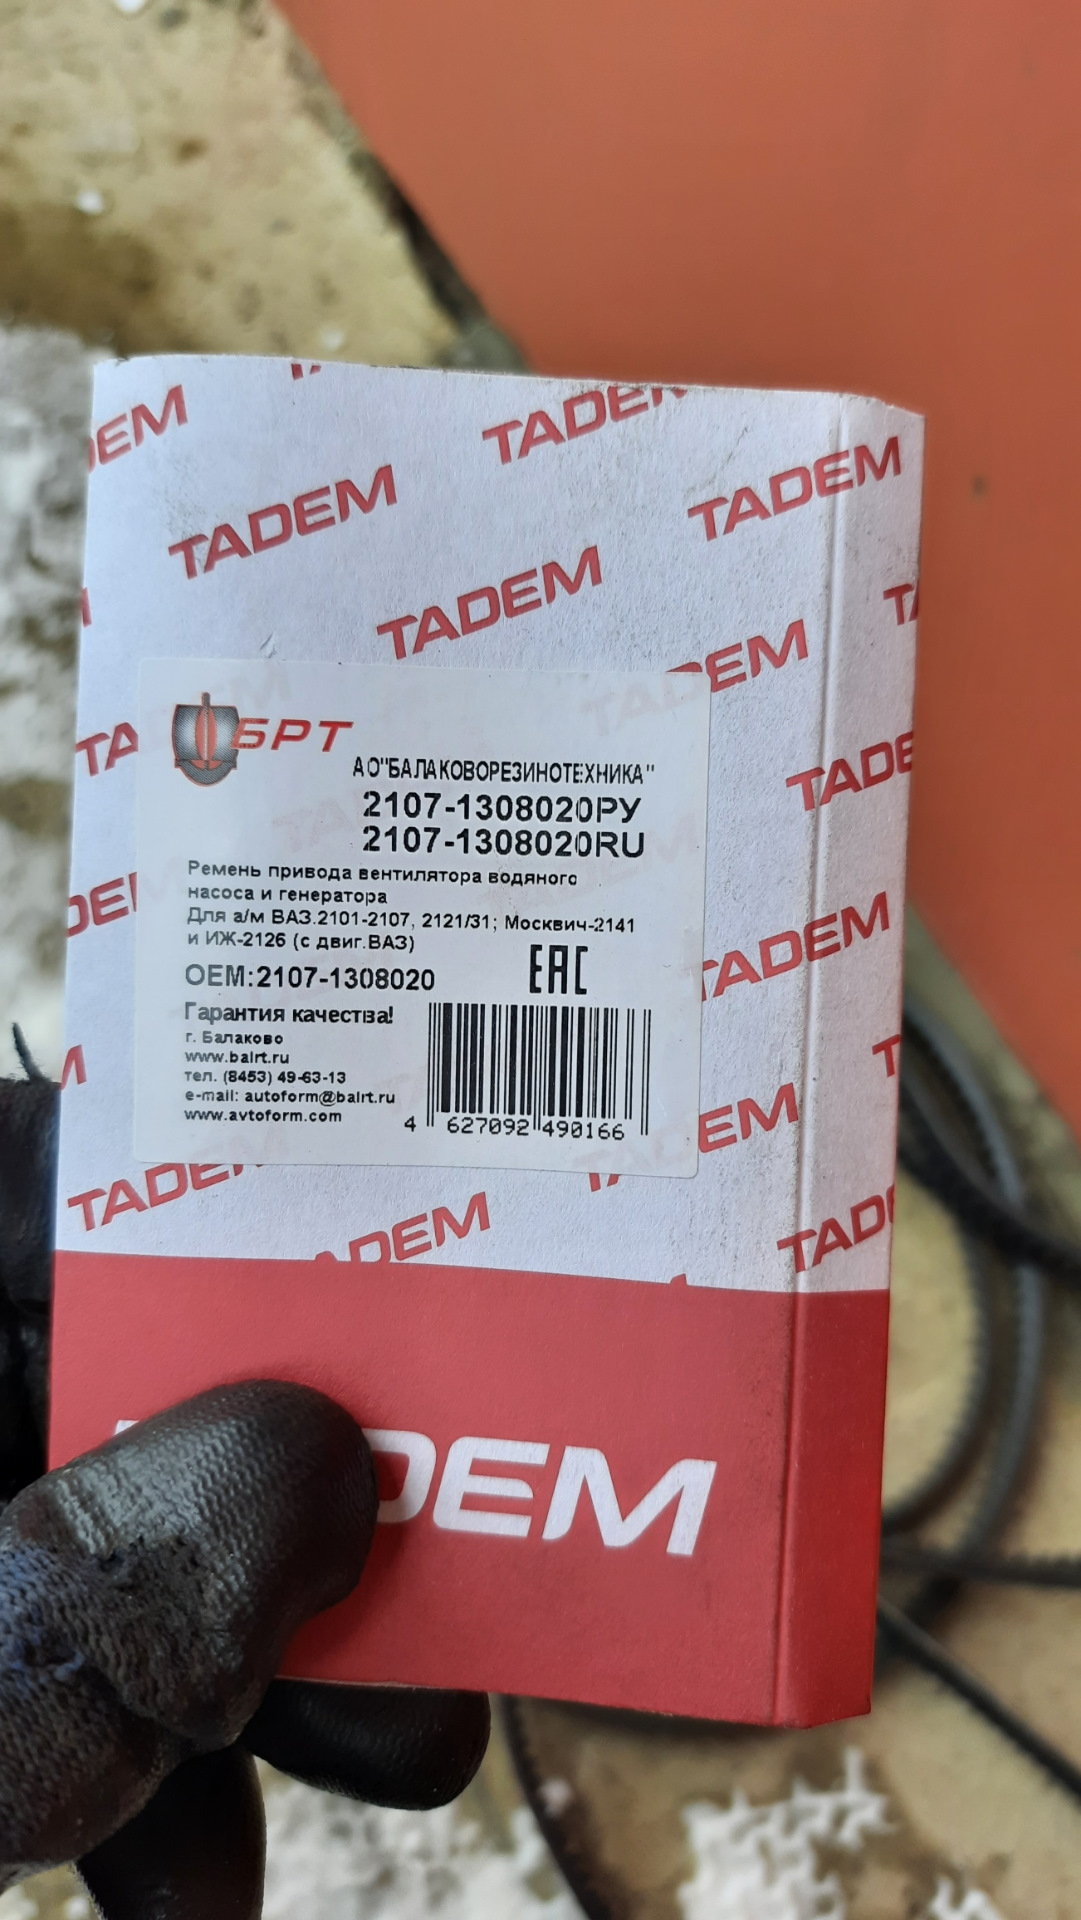 TADEM
TADEM
TADEM
TADEM
БРТ
АО"БАЛАКОВОРЕЗИНОТЕХНИКА"
2107-1308020РУ
2107-1308020RU
Ремень привода вентилятора водяного
насоса и генератора
Для а/м ВАЗ.2101-2107, 2121/31; Москвич-2141
и ИЖ-2126 (с двиг.ВАЗ)
OEM:2107-1308020
EAC
Гарантия качества!
г. Балаково
www.balrt.ru
тел. (8453) 49-63-13
e-mail: autoform@balrt.ru
www.avtoform.com
4 627092 490166
TADEM
TADEM
TADEM
DEM